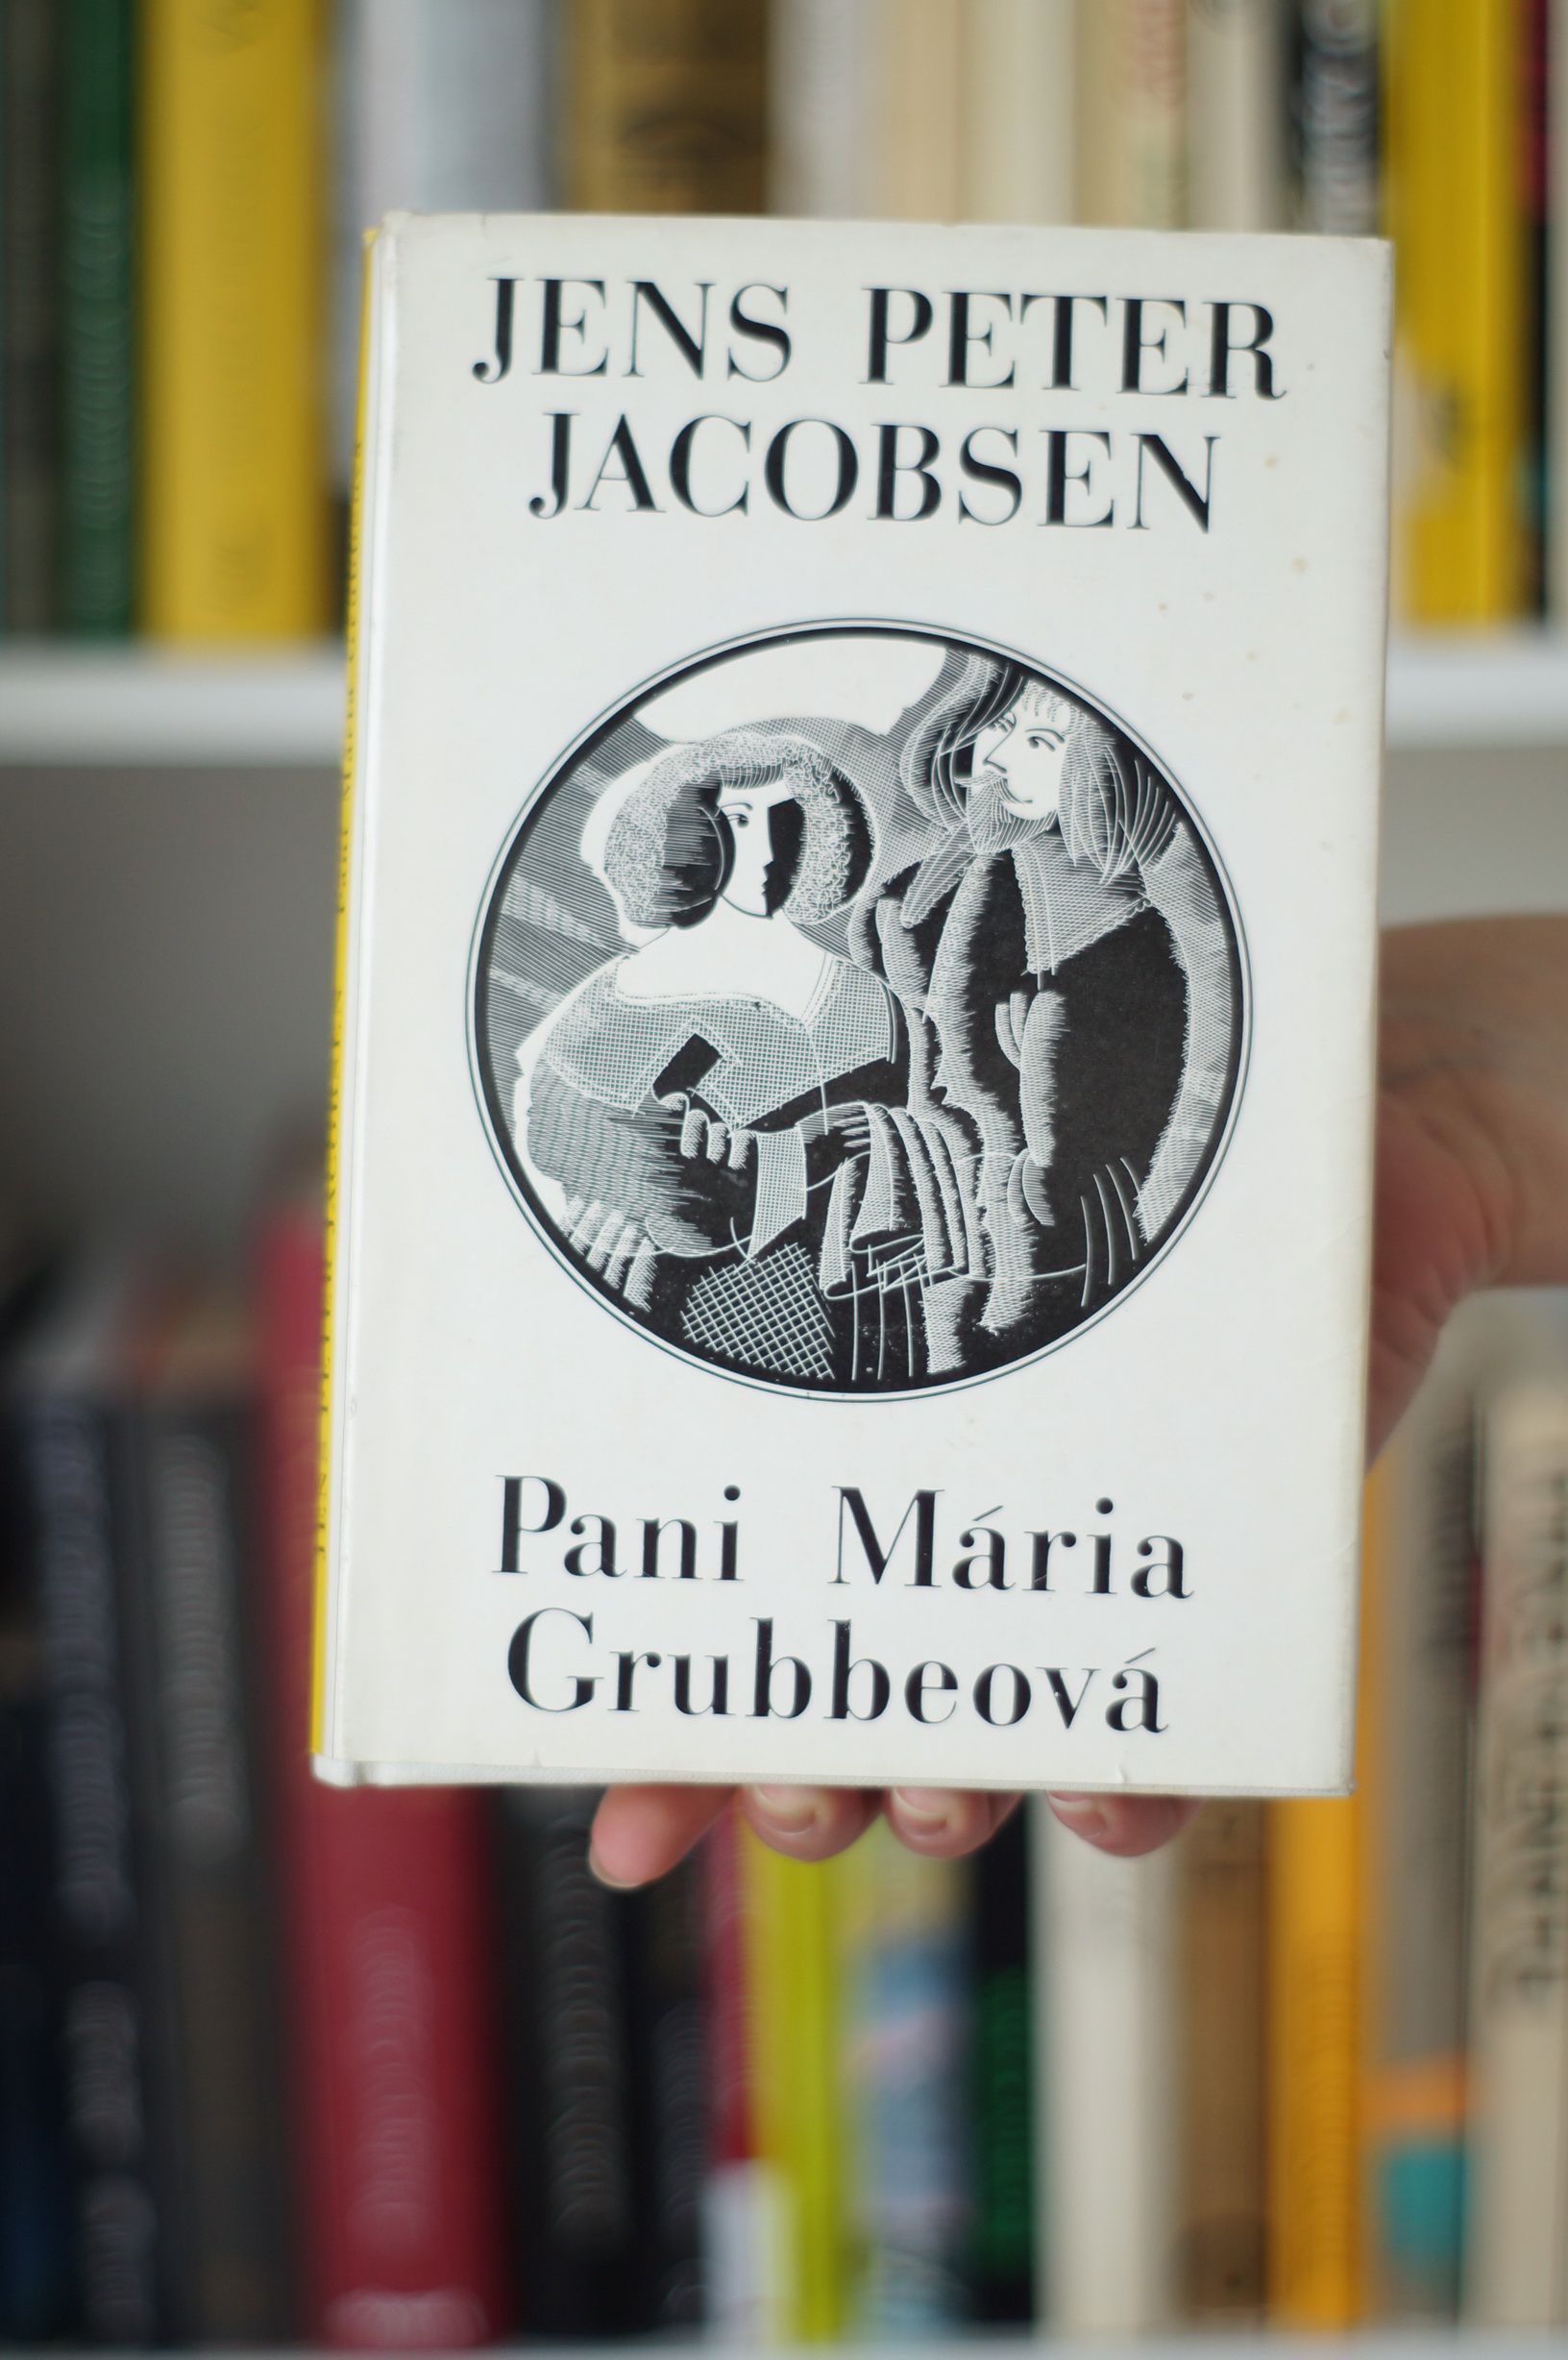 JENS PETER
JACOBSEN
Pani Mária
Grubbeová